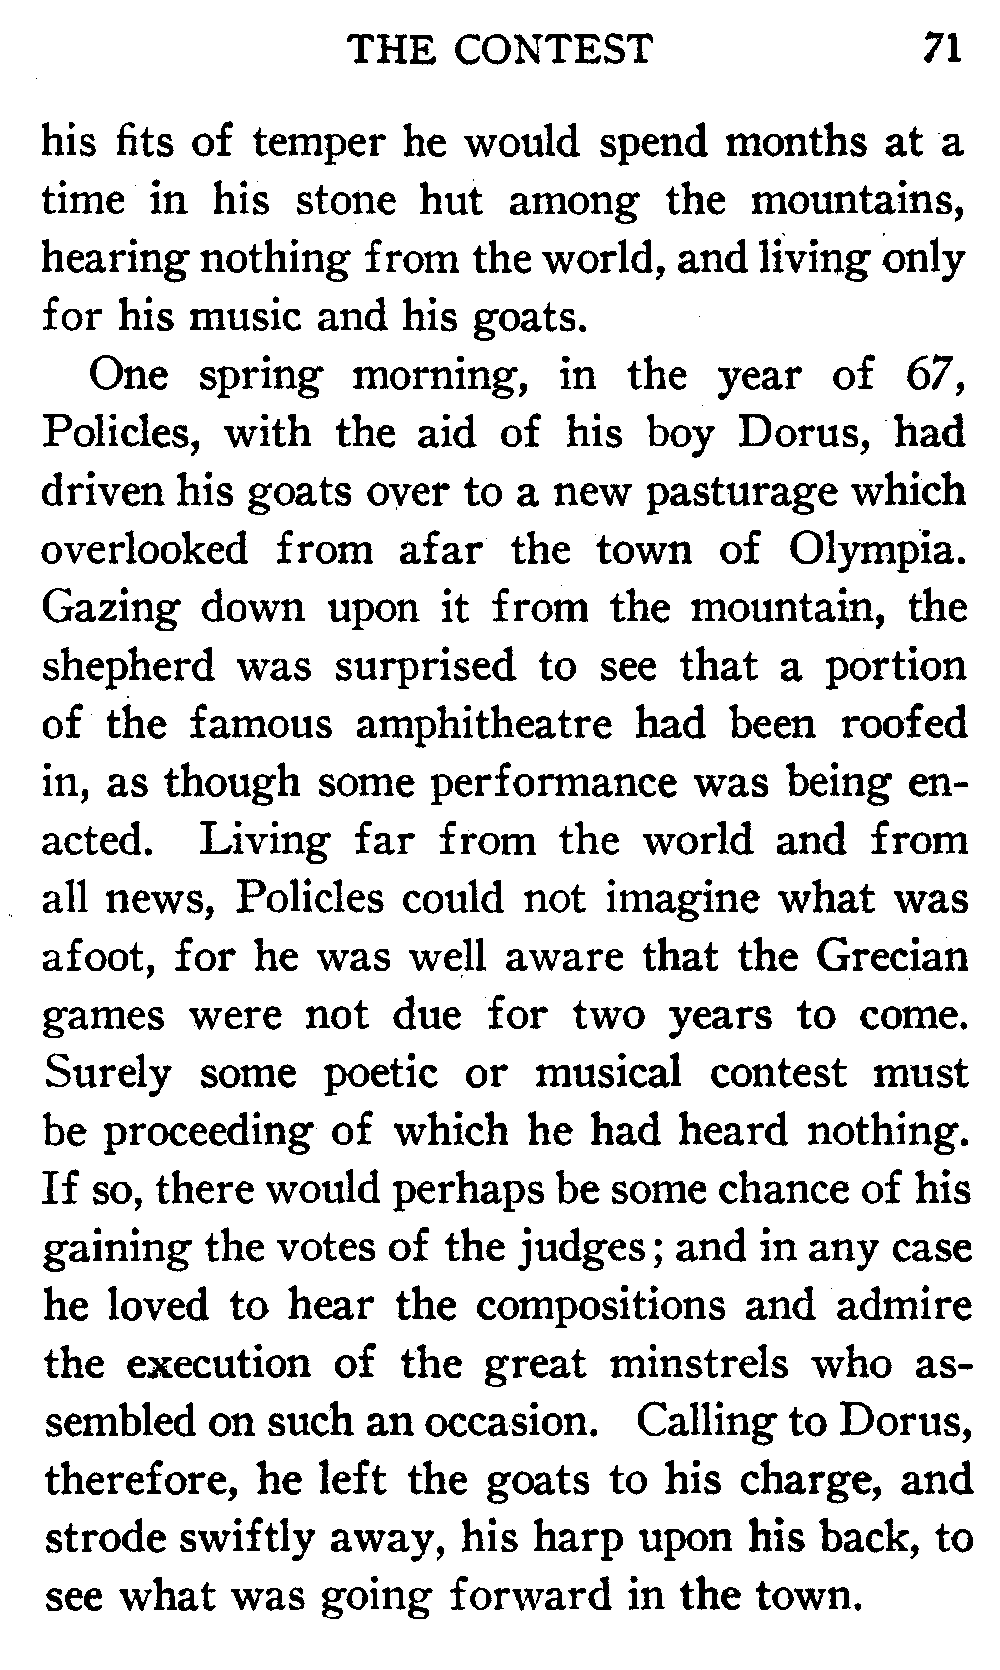 THE CONTEST 71
his fits of temper he would spend months at a
time in his stone hut among the mountains,
hearing nothing from the world, and living only
for his music and his goats.
One spring morning, in the year of 67,
Policles, with the aid of his boy Dorus, had
driven his goats over to a new pasturage which
overlooked from afar the town of Olympia.
Gazing down upon it from the mountain, the
shepherd was surprised to see that a portion
of the famous amphitheatre had been roofed
in, as though some performance was being en-
acted. Living far from the world and from
all news, Policles could not imagine what was
afoot, for he was well aware that the Grecian
games were not due for two years to come.
Surely some poetic or musical contest must
be proceeding of which he had heard nothing.
If so, there would perhaps be some chance of his
gaining the votes of the judges; and in any case
he loved to hear the compositions and admire
the execution of the great minstrels who as-
sembled on such an occasion. Calling to Dorus,
therefore, he left the goats to his charge, and
strode swiftly away, his harp upon his back, to
see what was going forward in the town.